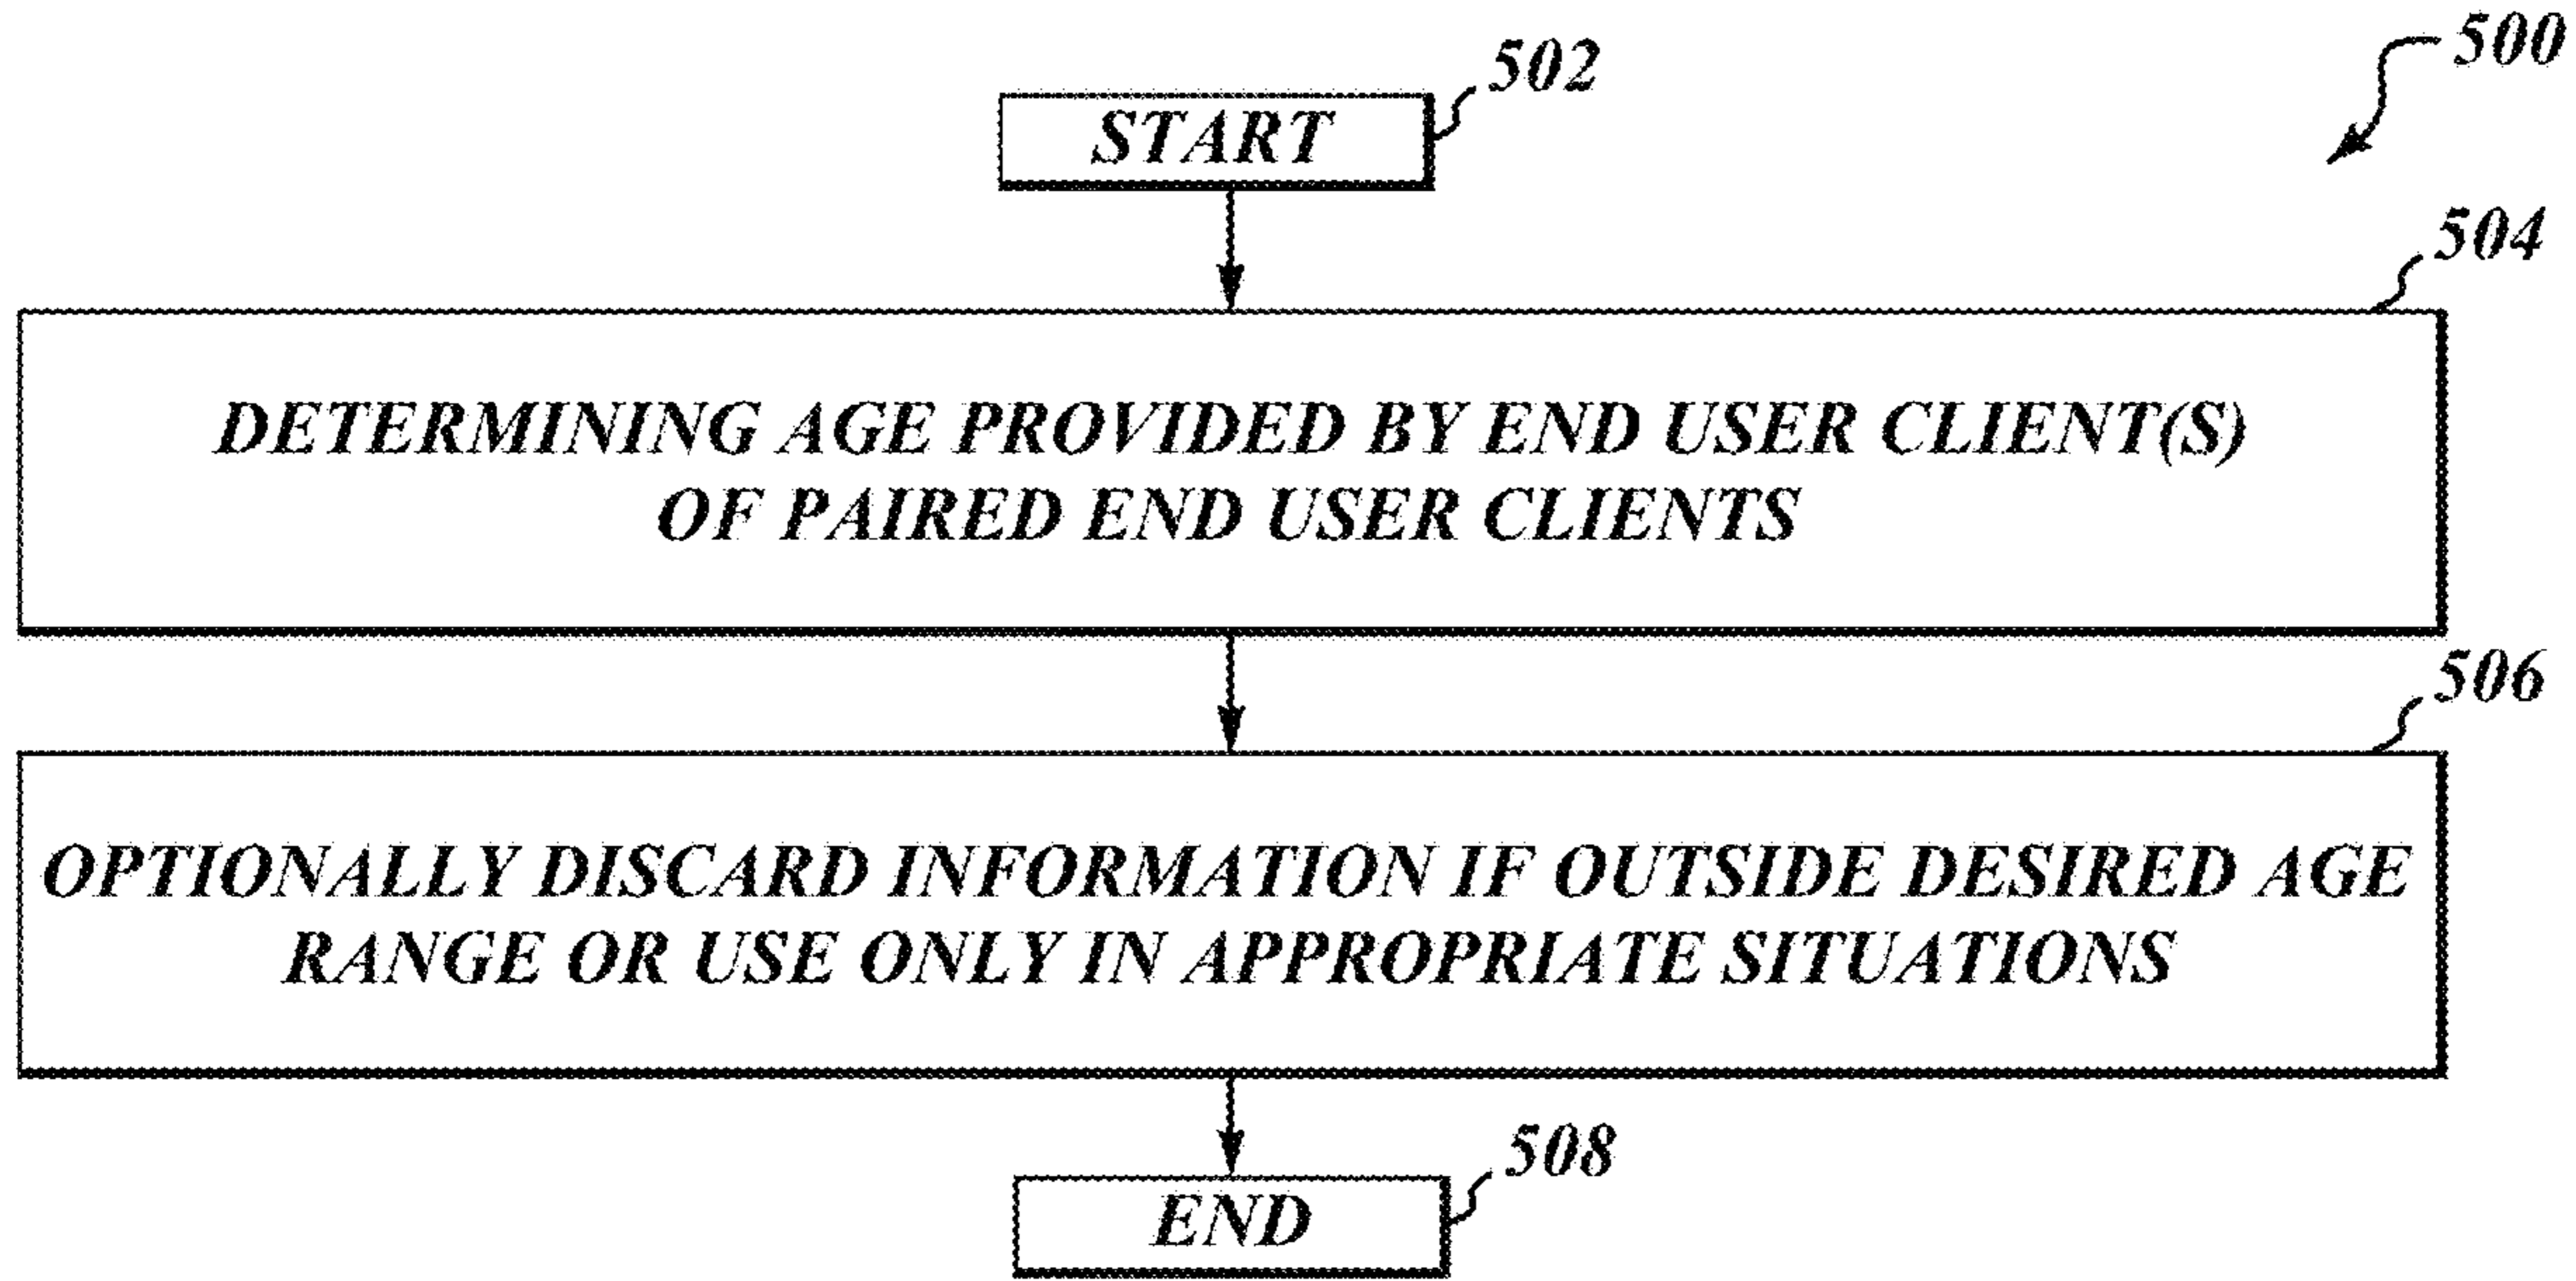 500
502
START
504
DETERMINING AGE PROVIDED BY END USER CLIENT(S)
OF PAIRED END USER CLIENTS
506
OPTIONALLY DISCARD INFORMATION IF OUTSIDE DESIRED AGE
RANGE OR USE ONLY IN APPROPRIATE SITUATIONS
508
END